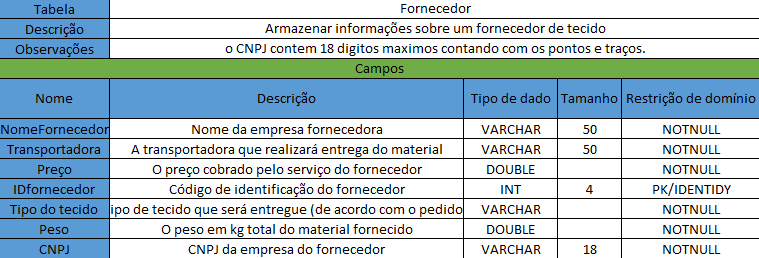 Tabela Fornecedor
Descrição Armazenar informações sobre um fornecedor de tecido
Observações o CNPJ contem 18 digitos maximos contando com os pontos e traços.
Campos
Nome Descrição Tipo de dado Tamanho Restrição de domínio
NomeFornecedor Nome da empresa fornecedora VARCHAR 50 NOTNULL
Transportadora A transportadora que realizará entrega do material VARCHAR 50 NOTNULL
Preço O preço cobrado pelo serviço do fornecedor DOUBLE NOTNULL
IDfornecedor Código de identificação do fornecedor INT 4 PK/IDENTIDY
Tipo do tecido ipo de tecido que será entregue (de acordo com o pedido VARCHAR NOTNULL
Peso O peso em kg total do material fornecido DOUBLE NOTNULL
CNPJ CNPJ da empresa do fornecedor VARCHAR 18 NOTNULL